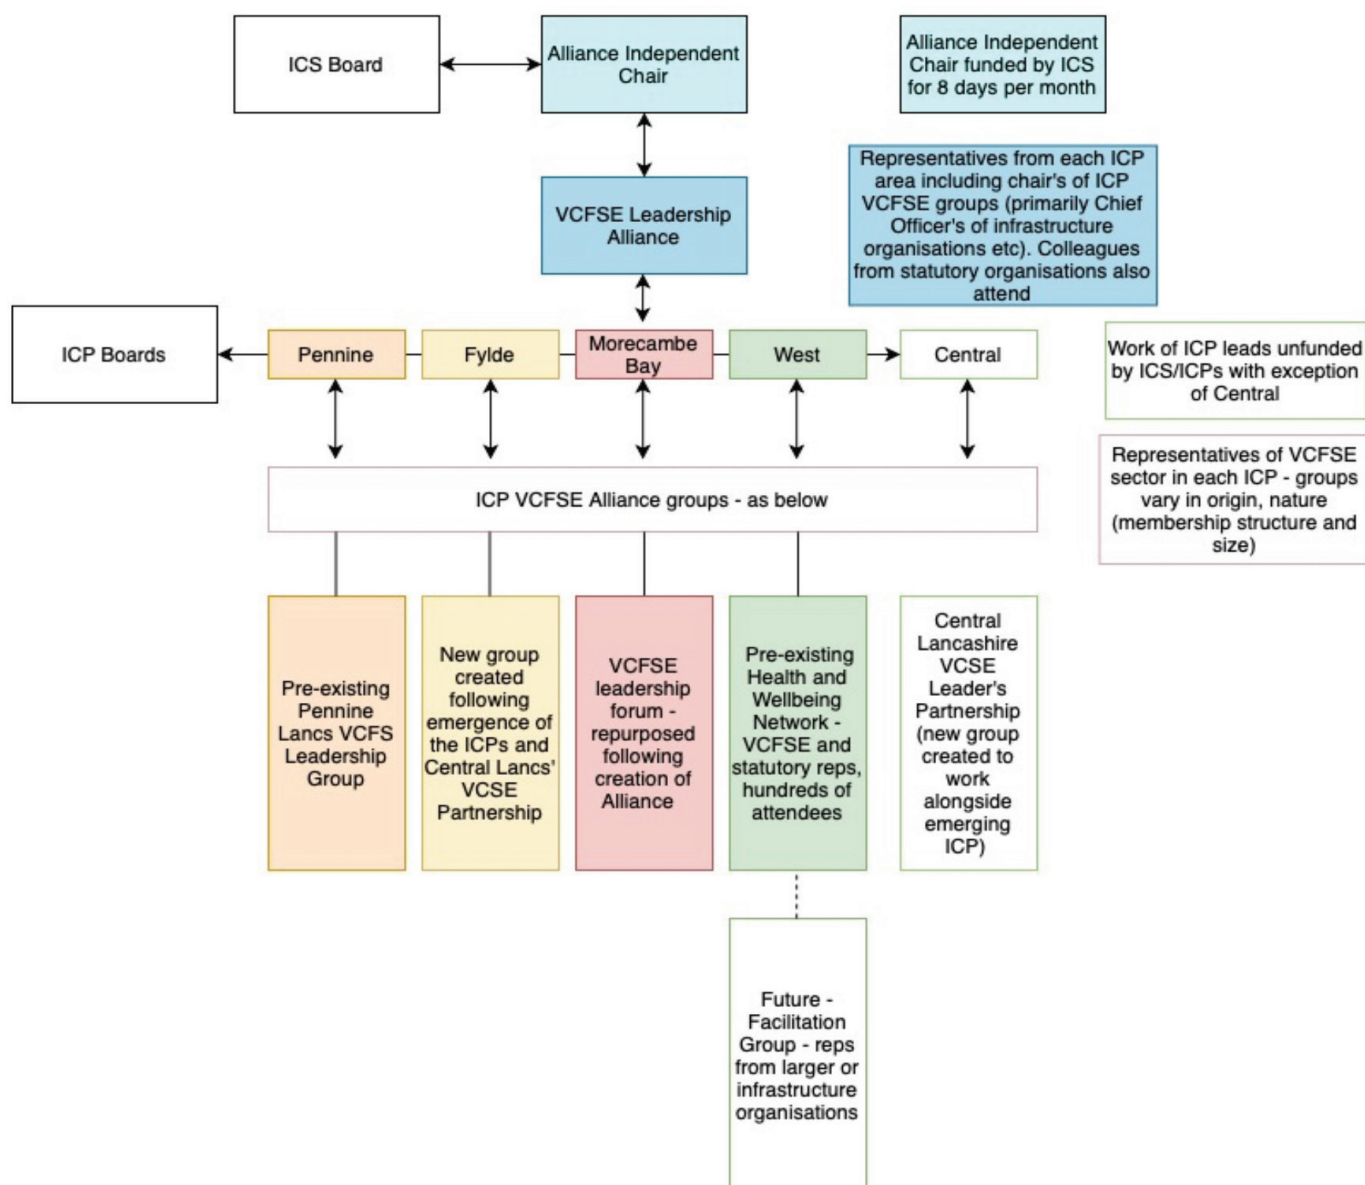 ICS Board
Alliance Independent
Chair
Alliance Independent
Chair funded by ICS
for 8 days per month
VCFSE Leadership
Alliance
Representatives from each ICP
area including chair's of ICP
VCFSE groups (primarily Chief
Officer's of infrastructure
organisations etc). Colleagues
from statutory organisations also
attend
ICP Boards
Pennine
Fylde
Morecambe
Bay
West
Central
Work of ICP leads unfunded
by ICS/ICPs with exception
of Central
Representatives of VCFSE
sector in each ICP - groups
vary in origin, nature
(membership structure and
size)
ICP VCFSE Alliance groups - as below
Pre-existing
Pennine
Lancs VCFS
Leadership
Group
New group
created
following
emergence of
the ICPs and
Central Lancs'
VCSE
Partnership
VCFSE
leadership
forum -
repurposed
following
creation of
Alliance
Pre-existing
Health and
Wellbeing
Network -
VCFSE and
statutory reps,
hundreds of
attendees
Central
Lancashire
VCSE
Leader's
Partnership
(new group
created to
work
alongside
emerging
ICP)
Future -
Facilitation
Group - reps
from larger or
infrastructure
organisations